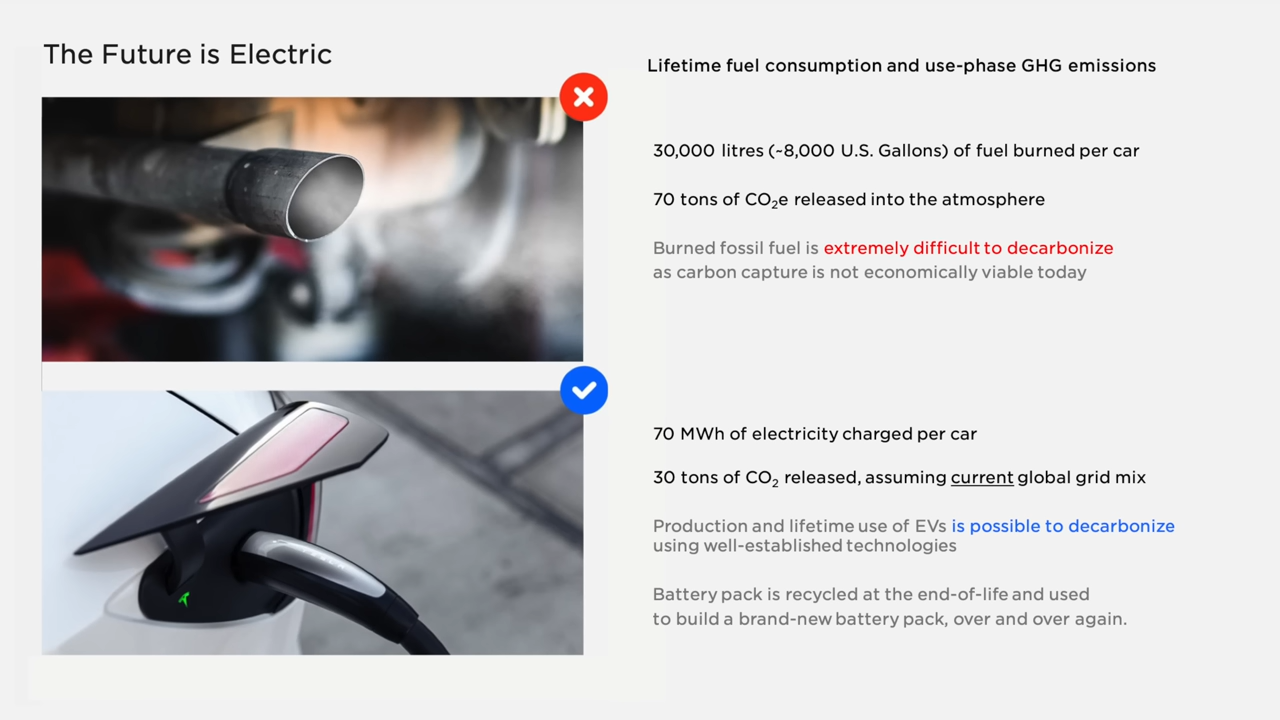 The Future is Electric
Lifetime fuel consumption and use-phase GHG emissions
30,000 litres (~8,000 U.S. Gallons) of fuel burned per car
70 tons of CO₂e released into the atmosphere
Burned fossil fuel is extremely difficult to decarbonize
as carbon capture is not economically viable today
70 MWh of electricity charged per car
30 tons of CO₂ released, assuming current global grid mix
Production and lifetime use of EVs is possible to decarbonize
using well-established technologies
Battery pack is recycled at the end-of-life and used
to build a brand-new battery pack, over and over again.